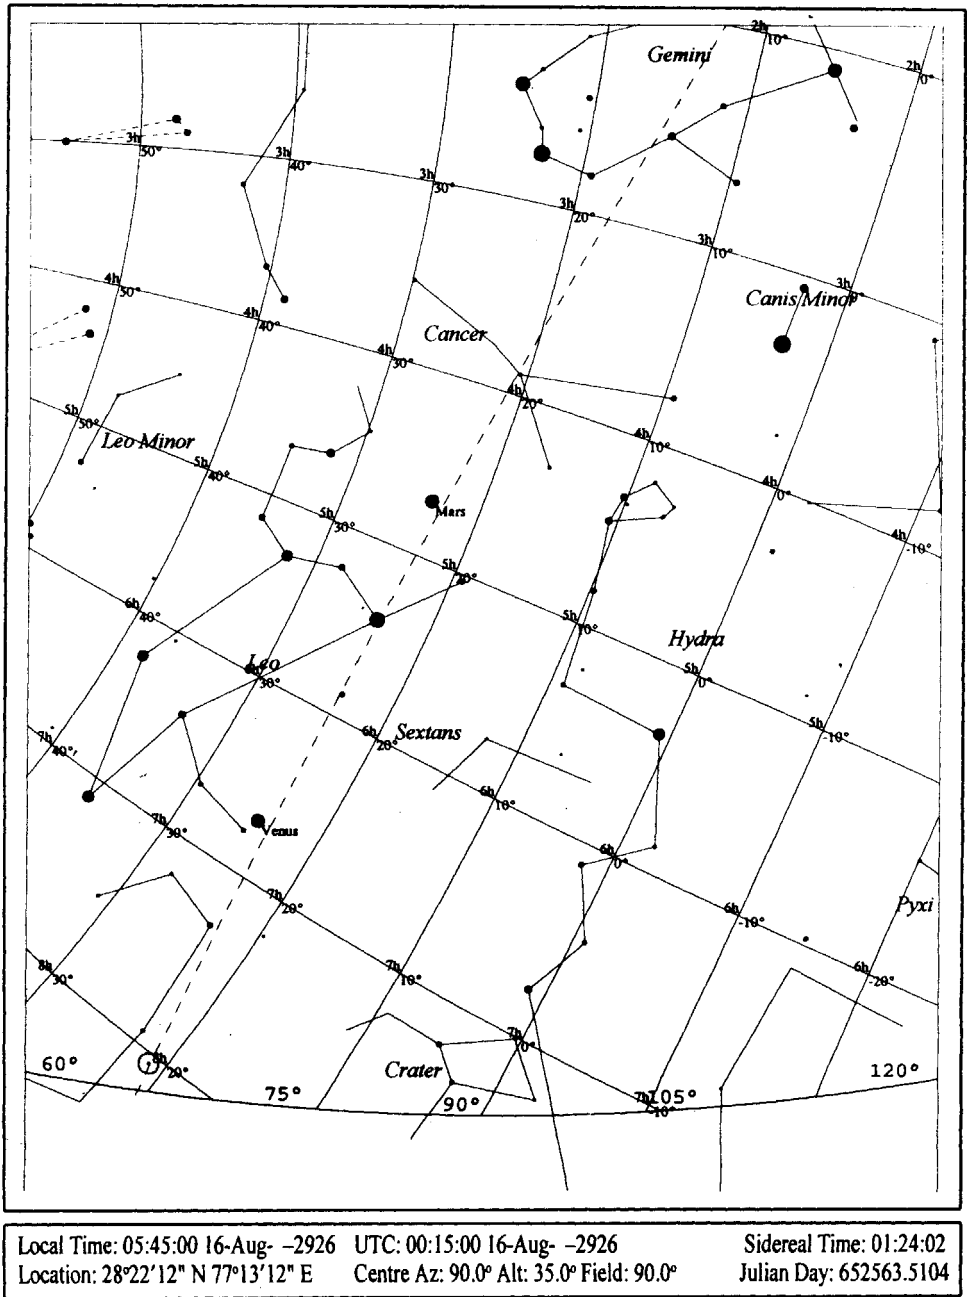 Gemini
2h 10°
2h 0°
3h 50°
3h 40°
3h 30°
3h 20°
3h 10°
3h 0°
Canis Minor
4h 50°
4h 40°
Cancer
4h 30°
4h 20°
4h 10°
4h 0°
4h -10°
5h 50°
Leo Minor
5h 40°
5h 30°
Mars
5h 20°
5h 10°
Hydra
5h 0°
5h -10°
6h 40°
Leo
30°
Sextans
6h 20°
6h 10°
6h 0°
6h -10°
6h -20°
Pyxi
7h 40°
7h 30°
Venus
7h 20°
7h 10°
7h 0°
7h -10°
8h 30°
8h 20°
Crater
60°
75°
90°
105°
120°
Local Time: 05:45:00 16-Aug- –2926 UTC: 00:15:00 16-Aug- –2926 Sidereal Time: 01:24:02
Location: 28°22'12" N 77°13'12" E Centre Az: 90.0° Alt: 35.0° Field: 90.0° Julian Day: 652563.5104